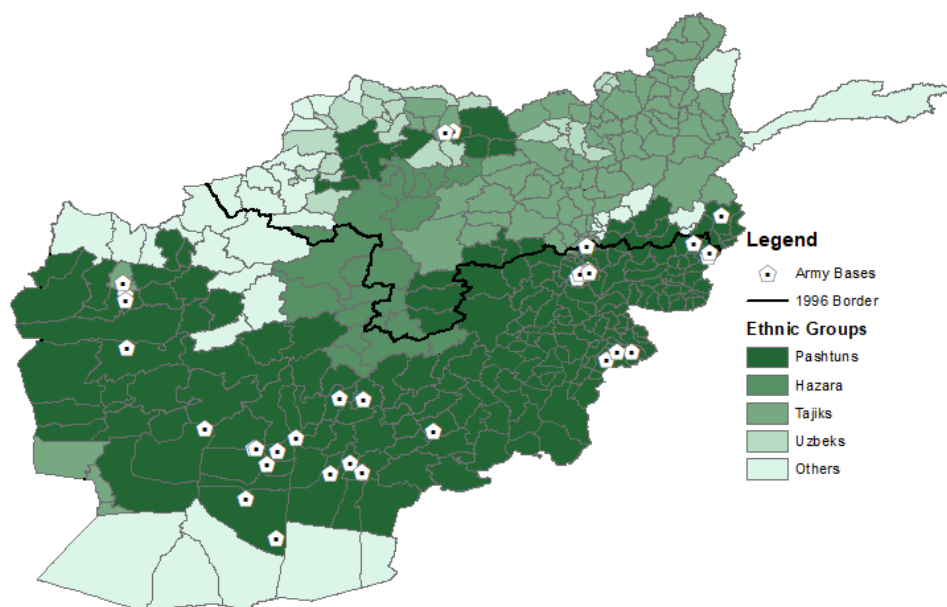 Legend
Army Bases
1996 Border
Ethnic Groups
Pashtuns
Hazara
Tajiks
Uzbeks
Others